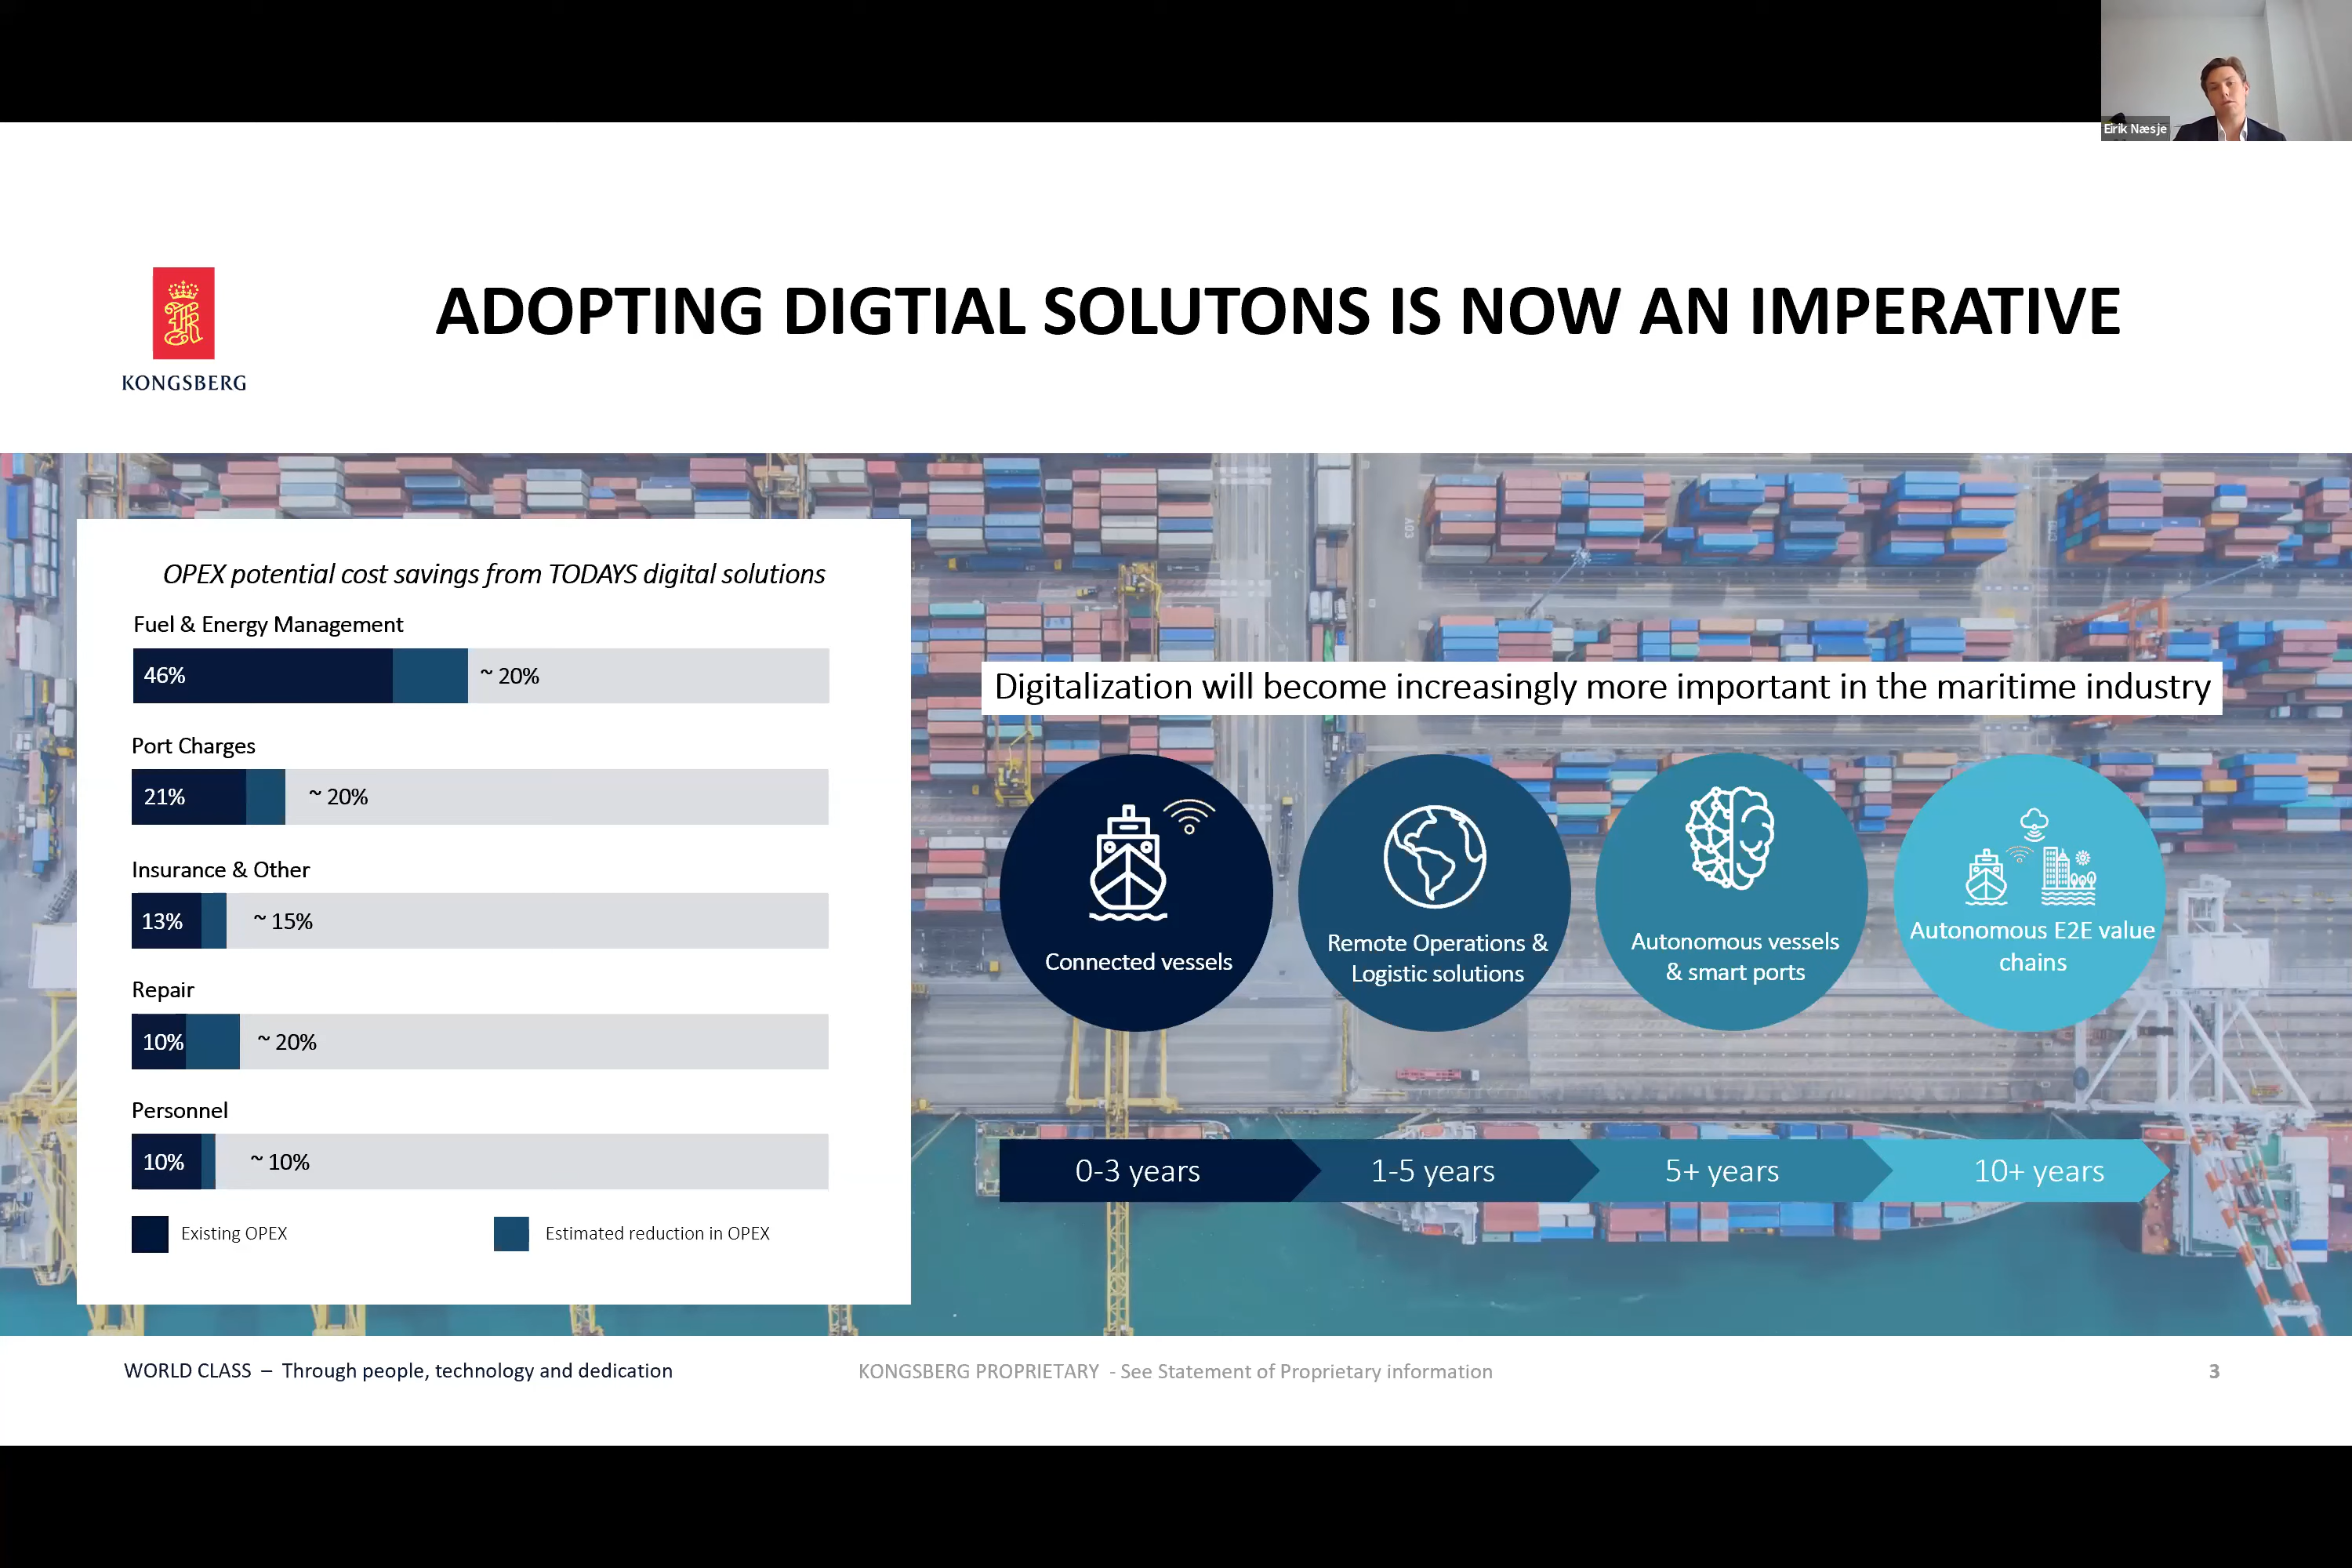 Eirik Næsje
ADOPTING DIGTIAL SOLUTONS IS NOW AN IMPERATIVE
KONGSBERG
OPEX potential cost savings from TODAYS digital solutions
Fuel & Energy Management
46%
~ 20%
Port Charges
21%
~ 20%
Insurance & Other
13%
~ 15%
Repair
10%
~ 20%
Personnel
10%
~ 10%
Existing OPEX
Estimated reduction in OPEX
Digitalization will become increasingly more important in the maritime industry
Connected vessels
Remote Operations &
Logistic solutions
Autonomous vessels
& smart ports
Autonomous E2E value
chains
0-3 years
1-5 years
5+ years
10+ years
WORLD CLASS – Through people, technology and dedication
KONGSBERG PROPRIETARY - See Statement of Proprietary information
3